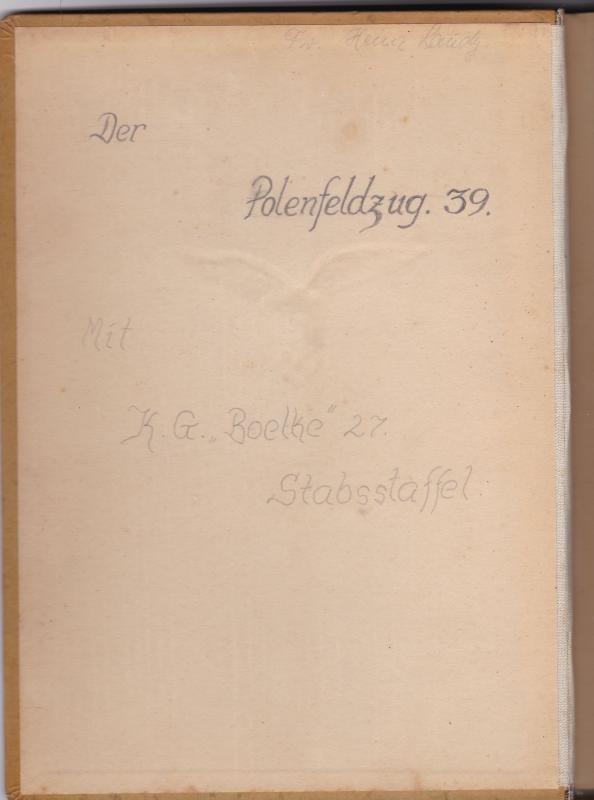 Der
Polenfeldzug. 39.
Mit
K. G. „Boelke" 27.
Stabsstaffel